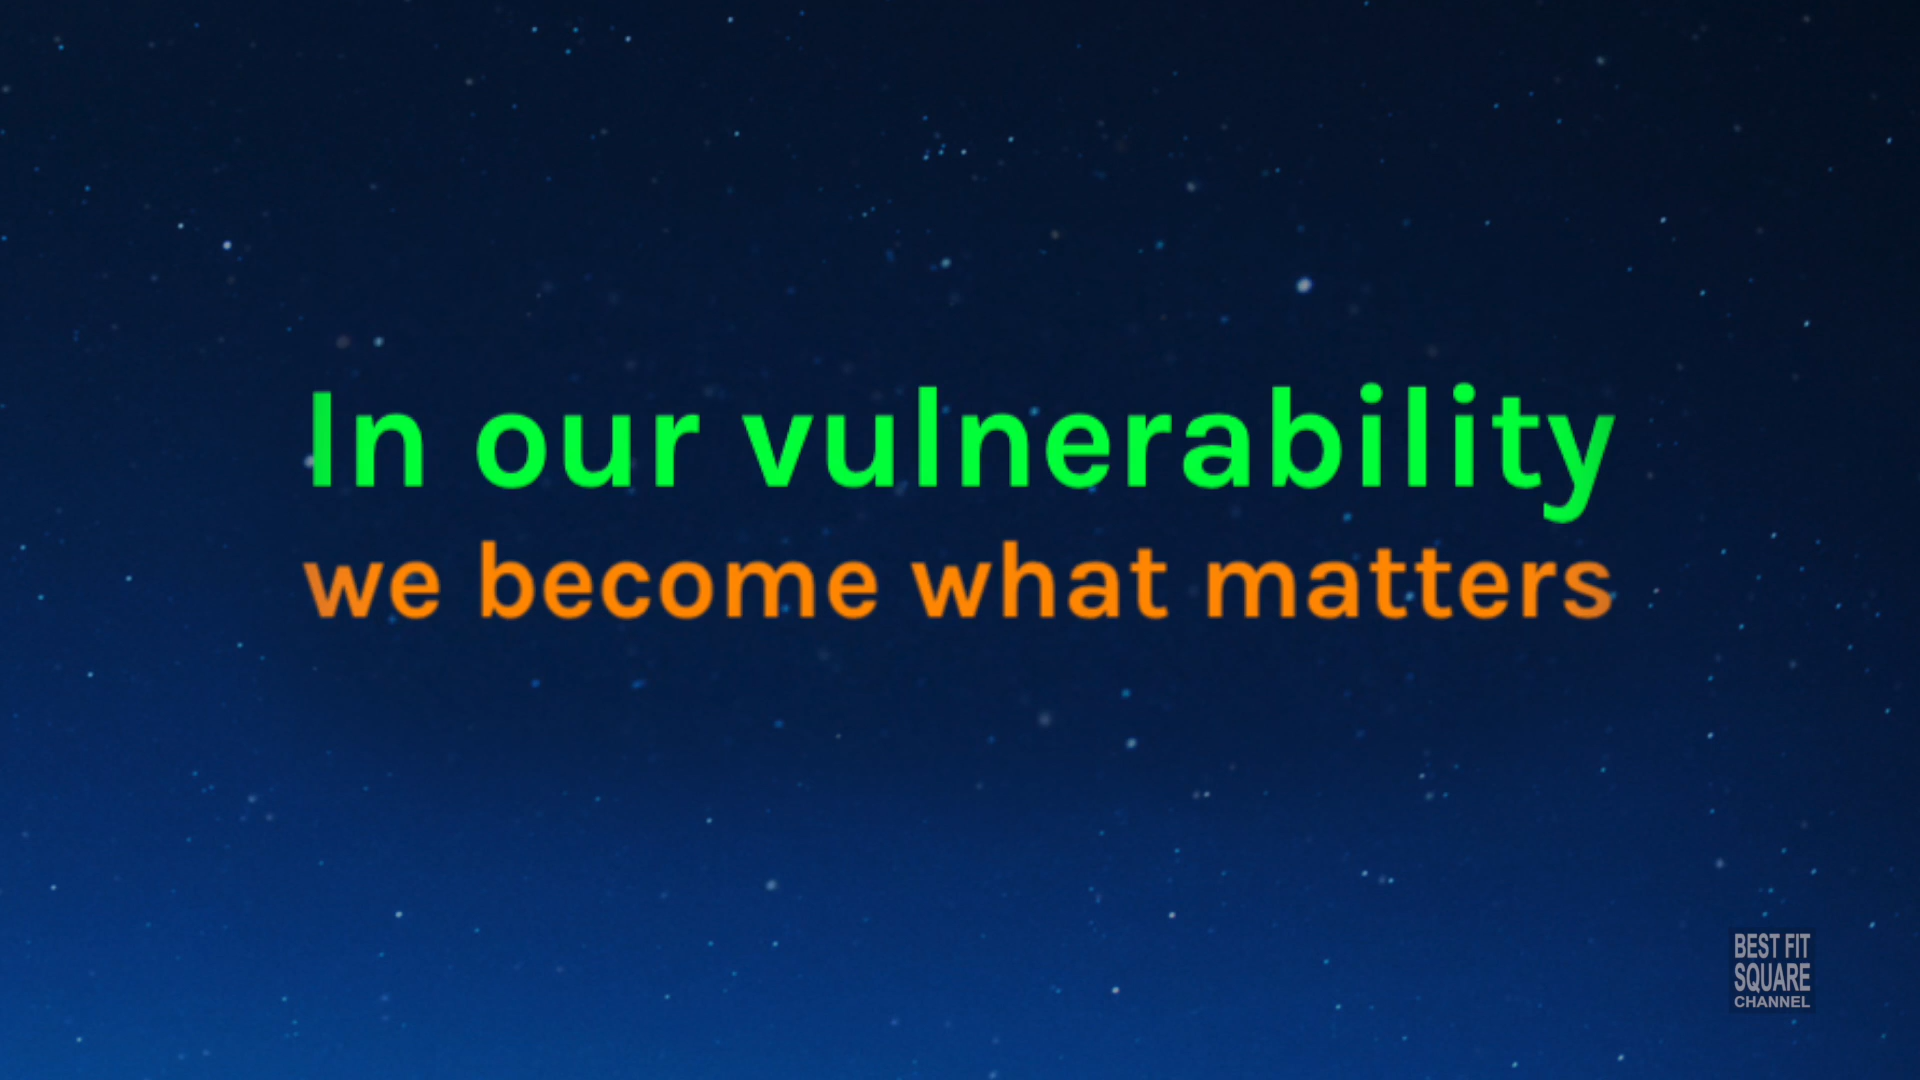 In our vulnerability
we become what matters
BEST FIT
SQUARE
CHANNEL